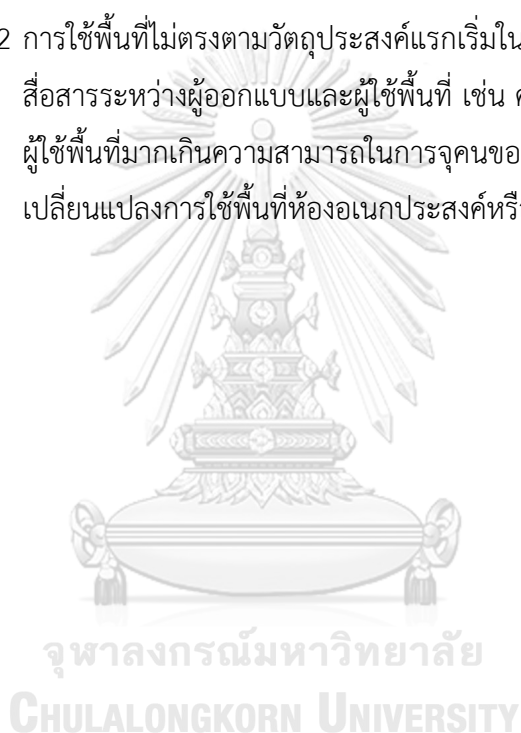 2 การใช้พื้นที่ไม่ตรงตามวัตถุประสงค์แรกเริ่มใน
สื่อสารระหว่างผู้ออกแบบและผู้ใช้พื้นที่ เช่น
ผู้ใช้พื้นที่มากเกินความสามารถในการจุคนขอ
เปลี่ยนแปลงการใช้พื้นที่ห้องอเนกประสงค์หรื
จุฬาลงกรณ์มหาวิทยาลัย
CHULALONGKORN UNIVERSITY